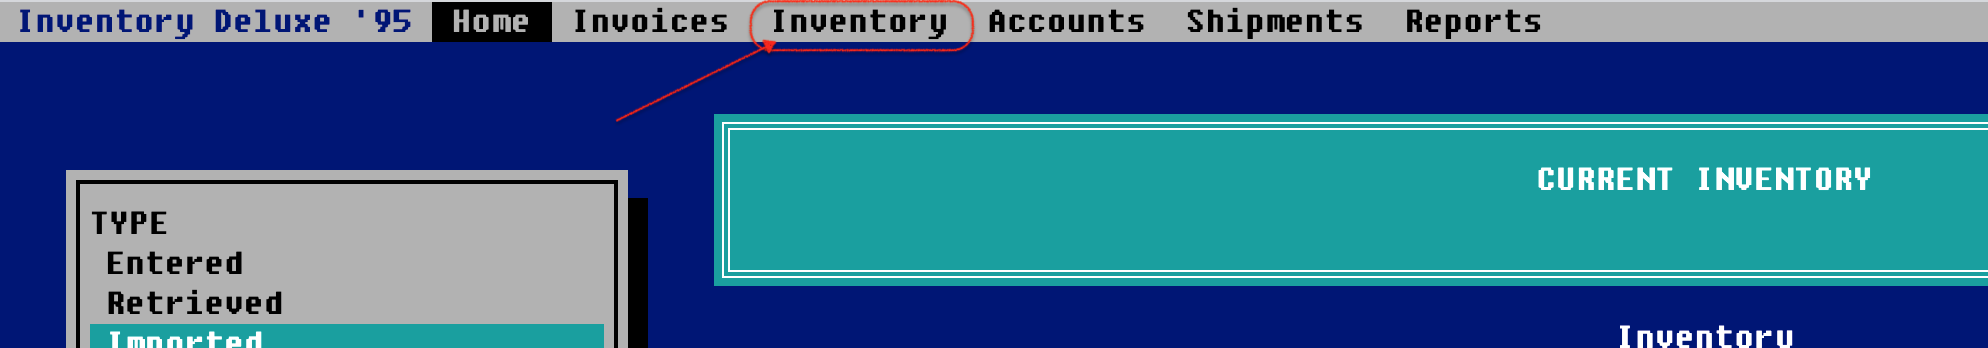 Inventory Deluxe '95 Home Invoices Inventory Accounts Shipments Reports
CURRENT INVENTORY
TYPE
Entered
Retrieved
Imported
Inventory